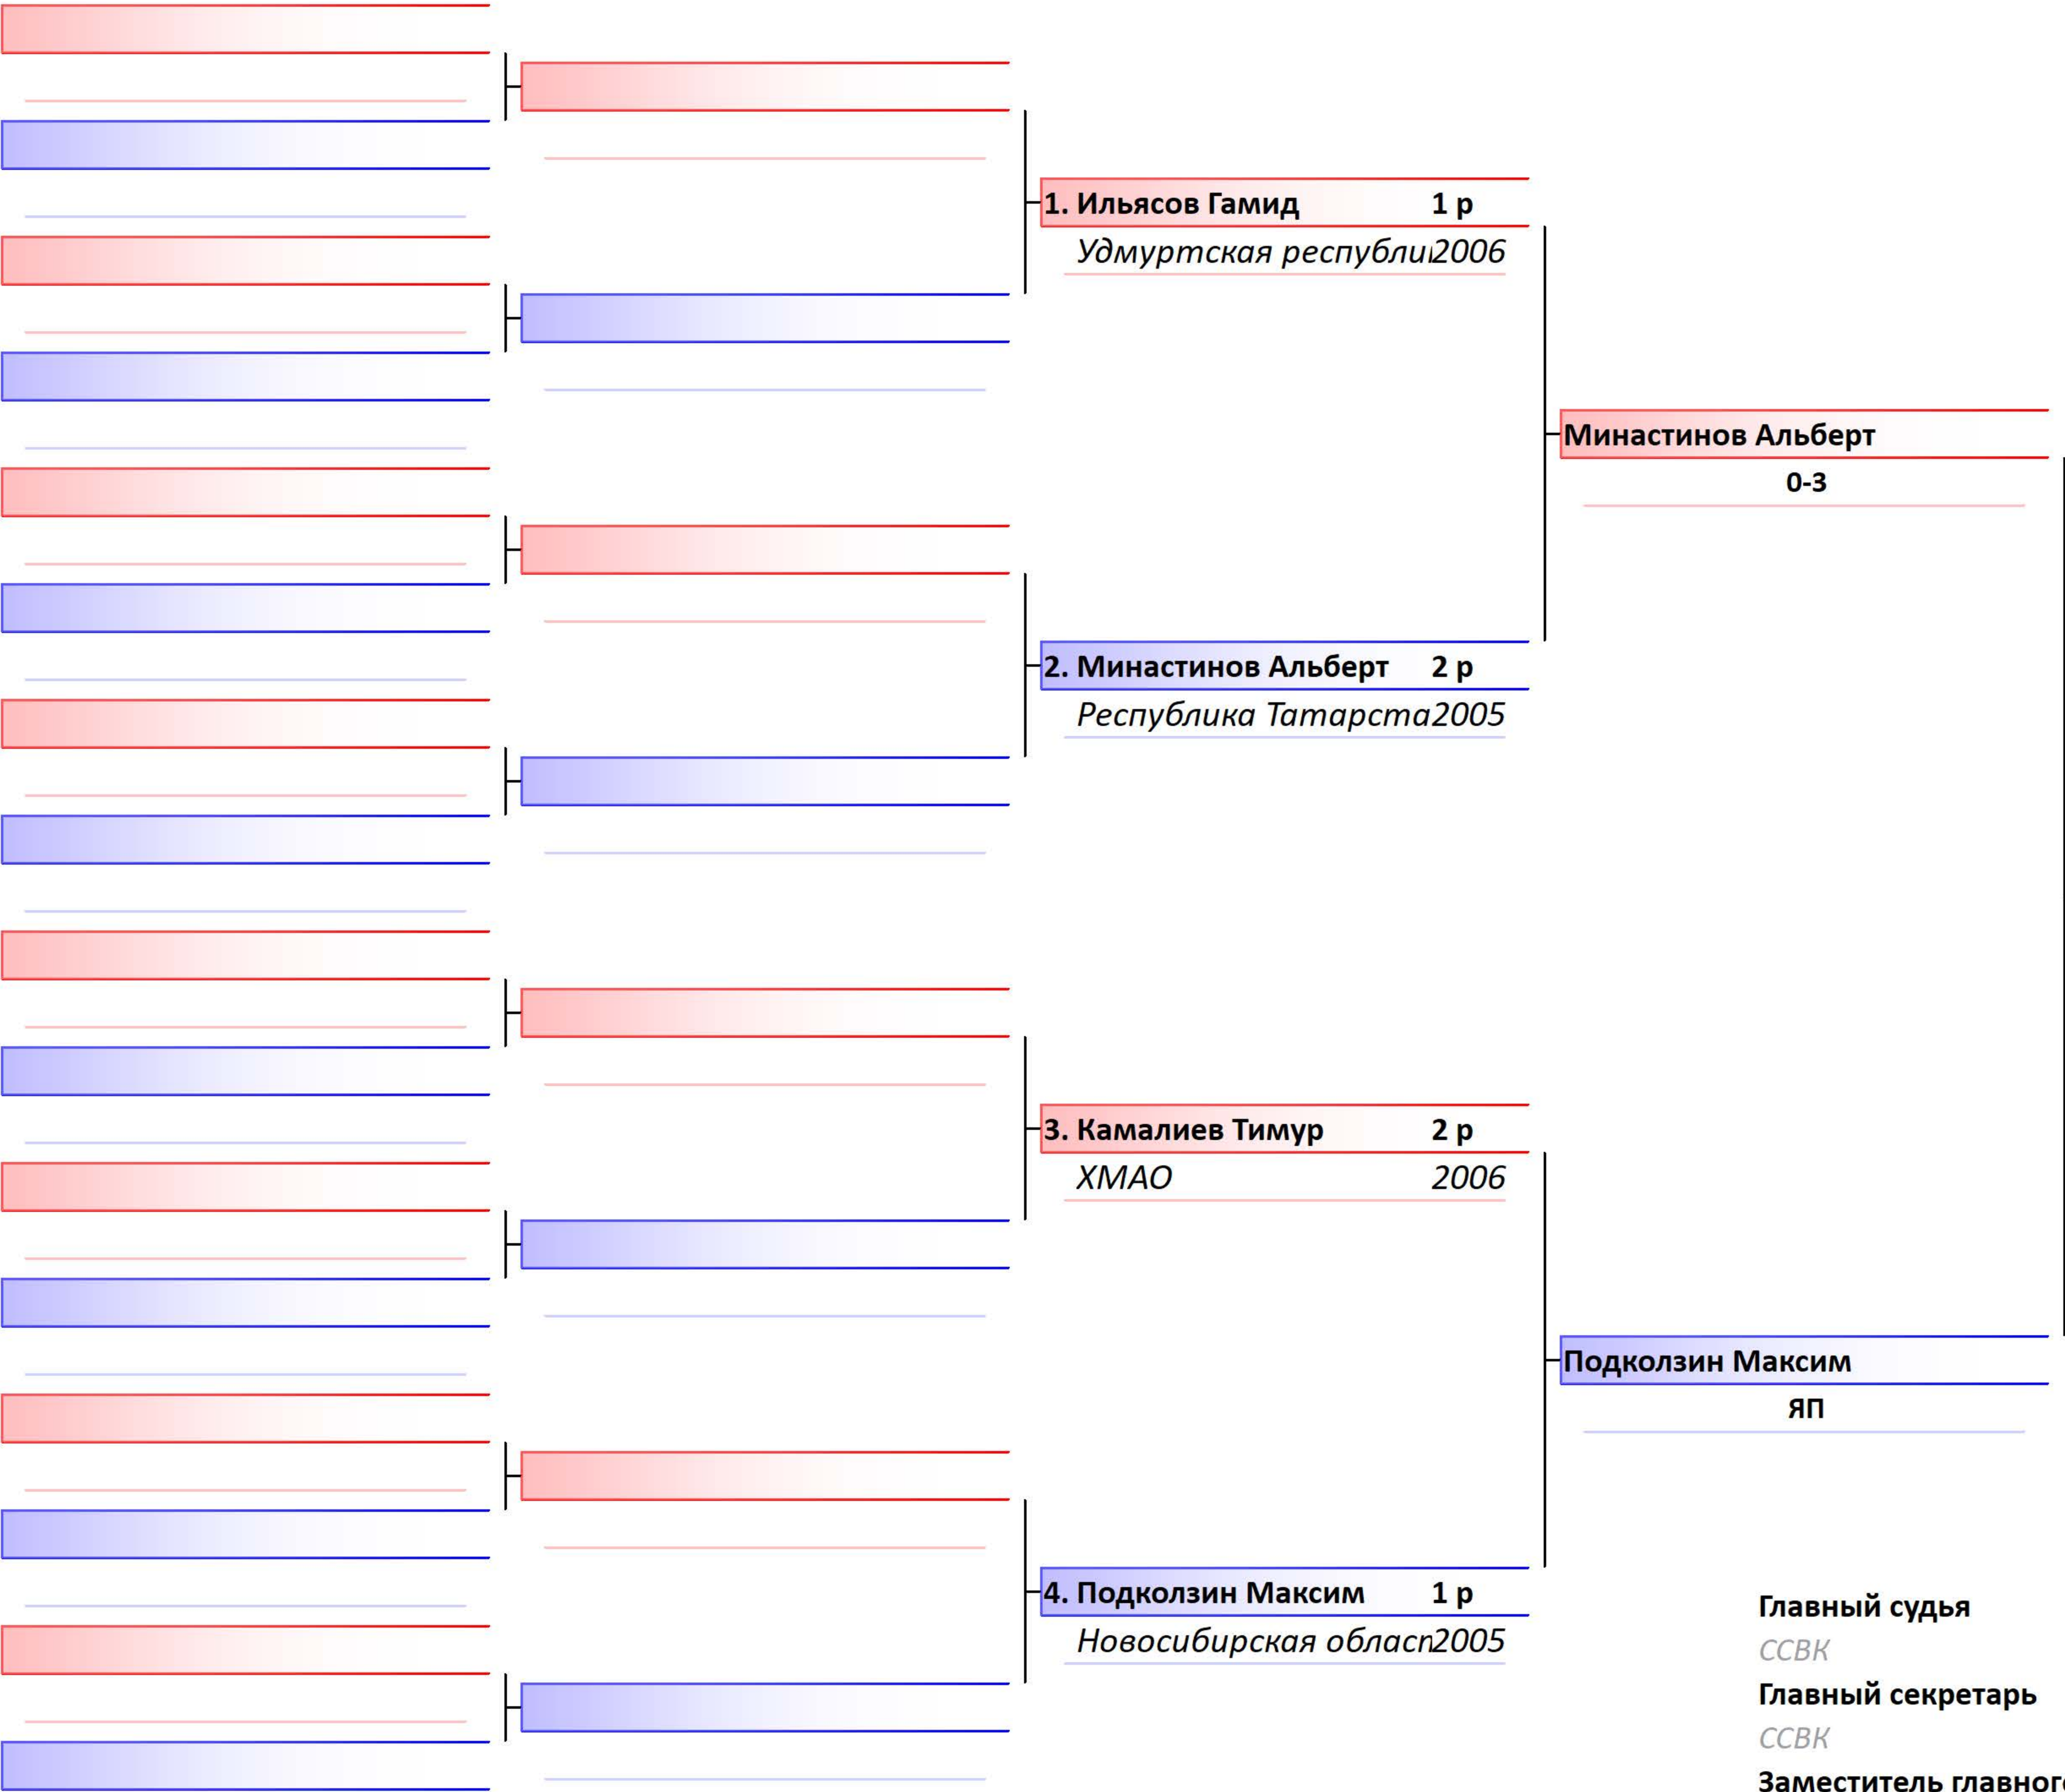 1. Ильясов Гамид 1 р
Удмуртская республи 2006
Минастинов Альберт
0-3
2. Минастинов Альберт 2 р
Республика Татарста 2005
3. Камалиев Тимур 2 р
ХМАО 2006
Подколзин Максим
ЯП
4. Подколзин Максим 1 р
Новосибирская област 2005
Главный судья
ССВК
Главный секретарь
ССВК
Заместитель главног